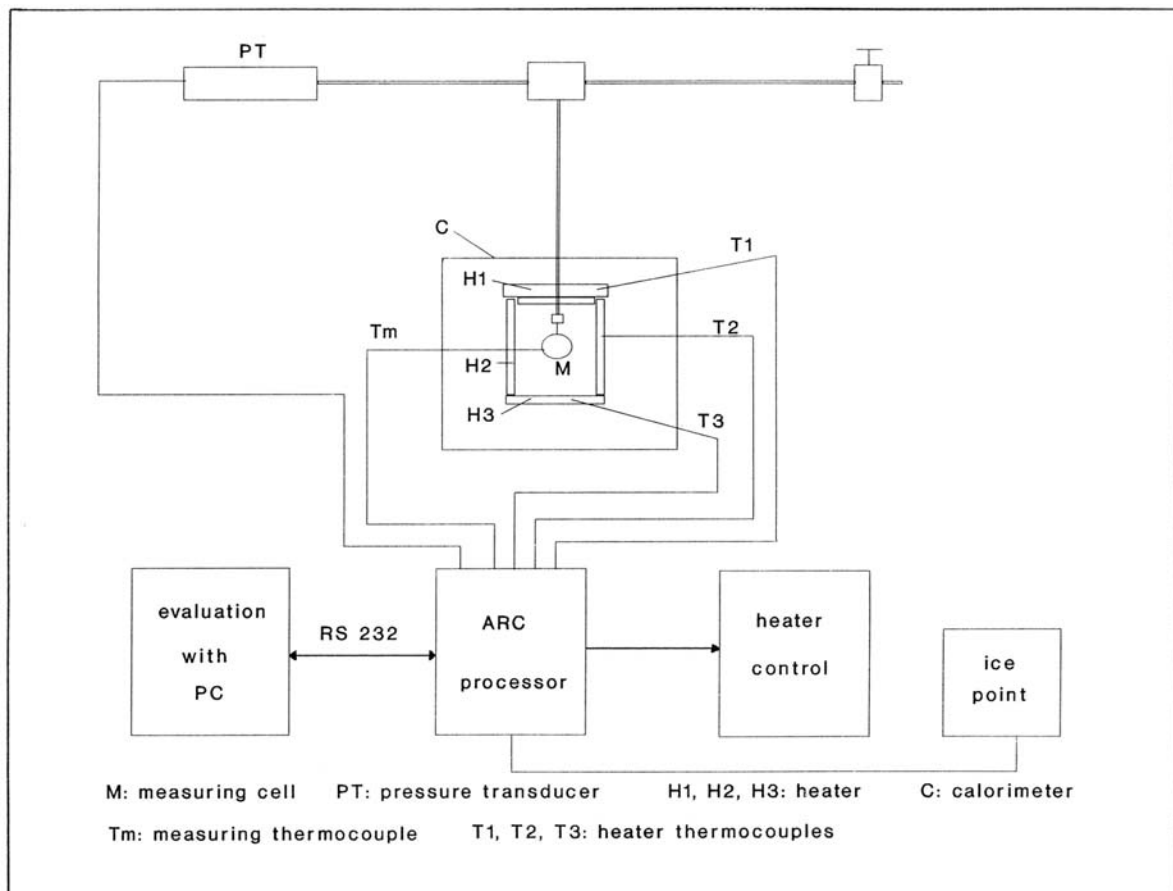 PT
C
T1
H1
Tm
T2
H2
M
H3
T3
evaluation
with
PC
RS 232
ARC
processor
heater
control
ice
point
M: measuring cell PT: pressure transducer H1, H2, H3: heater C: calorimeter
Tm: measuring thermocouple T1, T2, T3: heater thermocouples